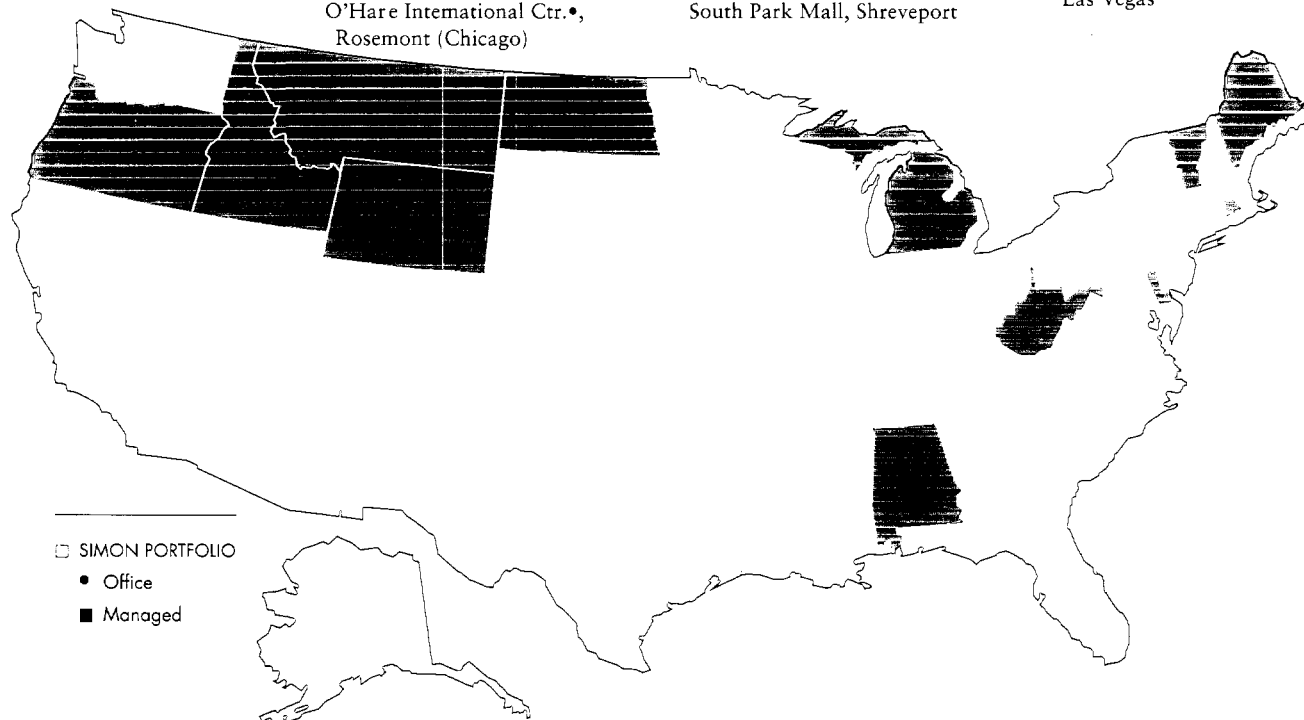 O'Hare International Ctr.●,
Rosemont (Chicago)
South Park Mall, Shreveport
Las Vegas
□ SIMON PORTFOLIO
● Office
■ Managed